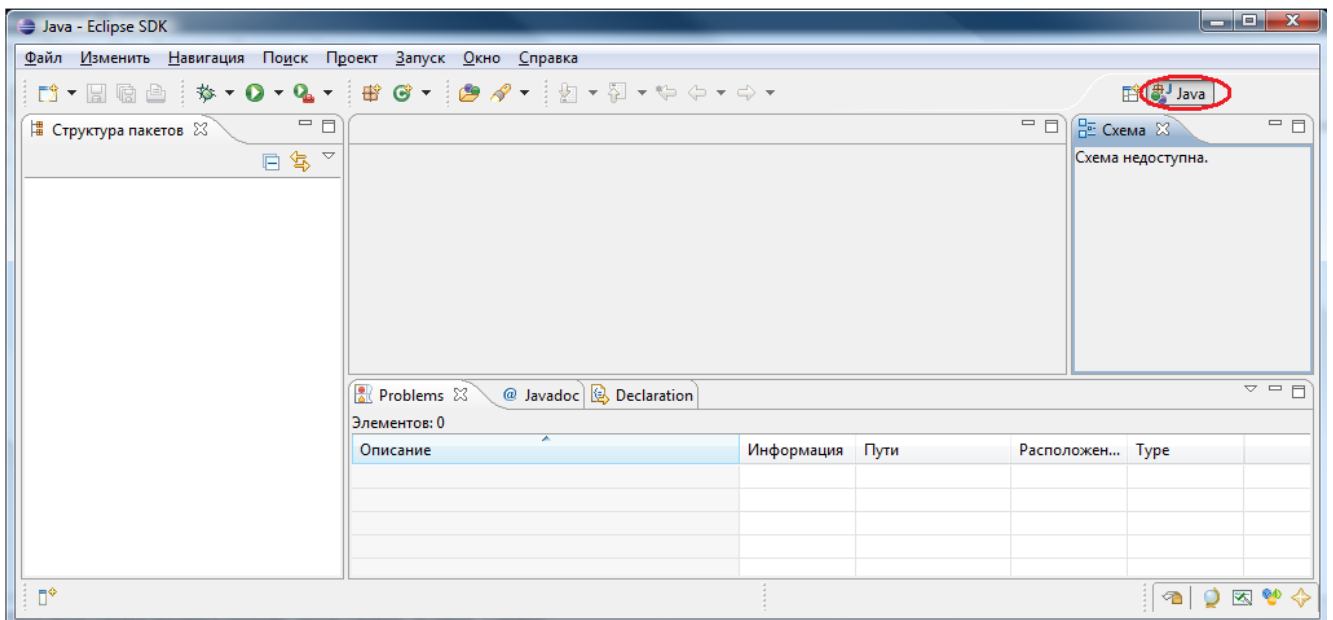 Java - Eclipse SDK
Файл Изменить Навигация Поиск Проект Запуск Окно Справка
Java
Структура пакетов
Схема
Схема недоступна.
Problems @ Javadoc Declaration
Элементов: 0
Описание Информация Пути Расположен... Type